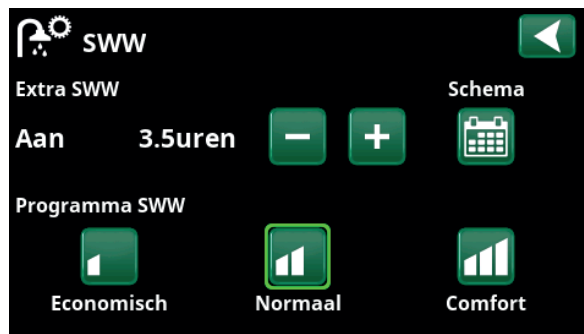 SWW
Extra SWW Schema
Aan 3.5uren − +
Programma SWW
Economisch Normaal Comfort